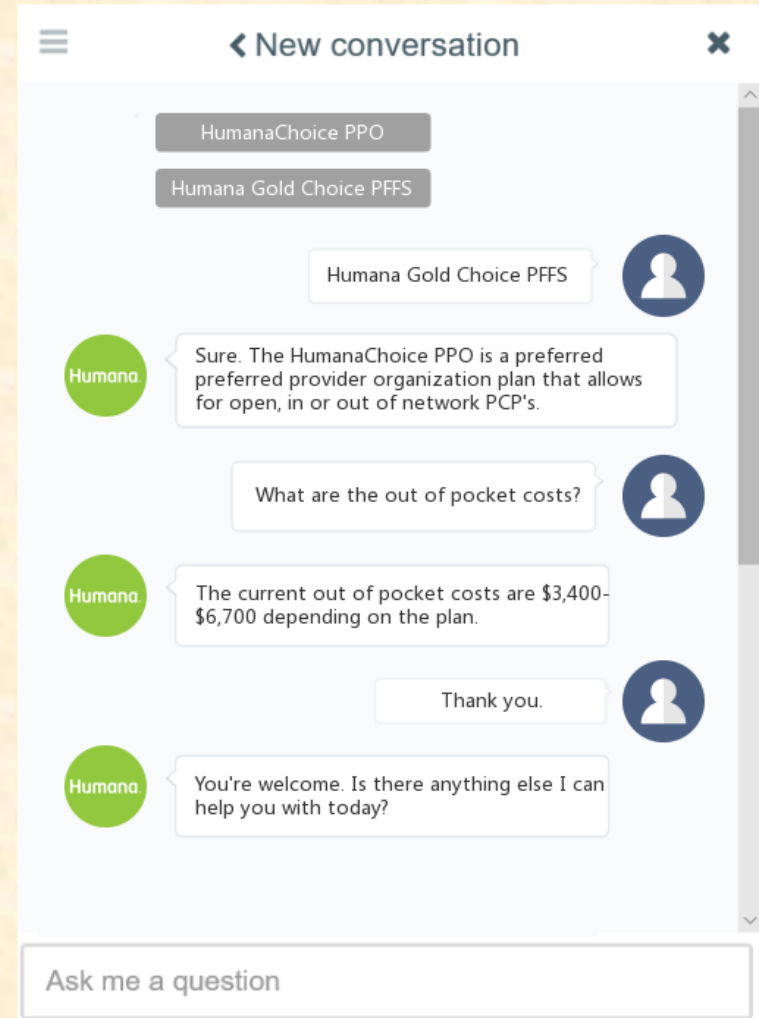 New conversation
HumanaChoice PPO
Humana Gold Choice PFFS
Humana Gold Choice PFFS
Humana.
Sure. The HumanaChoice PPO is a preferred
preferred provider organization plan that allows
for open, in or out of network PCP's.
What are the out of pocket costs?
Humana.
The current out of pocket costs are $3,400-
$6,700 depending on the plan.
Thank you.
Humana.
You're welcome. Is there anything else I can
help you with today?
Ask me a question